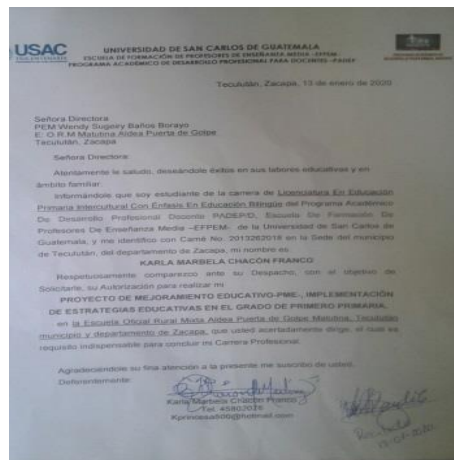 USAC
TRICENTENARIA
UNIVERSIDAD DE SAN CARLOS DE GUATEMALA
ESCUELA DE FORMACIÓN DE PROFESORES DE ENSEÑANZA MEDIA -EFPEM-
PROGRAMA ACADÉMICO DE DESARROLLO PROFESIONAL PARA DOCENTES -PADEP
Teculután, Zacapa, 13 de enero de 2020
Señora Directora
PEM Wendy Sugeiry Baños Borayo
E. O.R.M Matutina Aldea Puerta de Golpe
Teculután, Zacapa
Señora Directora:
Atentamente le saludo, deseándole éxitos en sus labores educativas y en
ámbito familiar.
Informándole que soy estudiante de la carrera de Licenciatura En Educación
Primaria Intercultural Con Énfasis En Educación Bilingüe del Programa Académico
De Desarrollo Profesional Docente PADEP/D, Escuela De Formación De
Profesores De Enseñanza Media -EFPEM- de la Universidad de San Carlos de
Guatemala, y me identifico con Carné No. 2013262018 en la Sede del municipio
de Teculután, del departamento de Zacapa, mi nombre es:
KARLA MARBELA CHACÓN FRANCO
Respetuosamente comparezco ante su Despacho, con el objetivo de
Solicitarle, su Autorización para realizar mi
PROYECTO DE MEJORAMIENTO EDUCATIVO-PME-, IMPLEMENTACIÓN
DE ESTRATEGIAS EDUCATIVAS EN EL GRADO DE PRIMERO PRIMARIA,
en la Escuela Oficial Rural Mixta Aldea Puerta de Golpe Matutina, Teculután
municipio y departamento de Zacapa, que usted acertadamente dirige, el cual es
requisito indispensable para concluir mi Carrera Profesional.
Agradeciéndole su fina atención a la presente me suscribo de usted.
Deferentemente:
Karla Marbela Chacón Franco
Tel. 45802026
Kprincesa506@hotmail.com